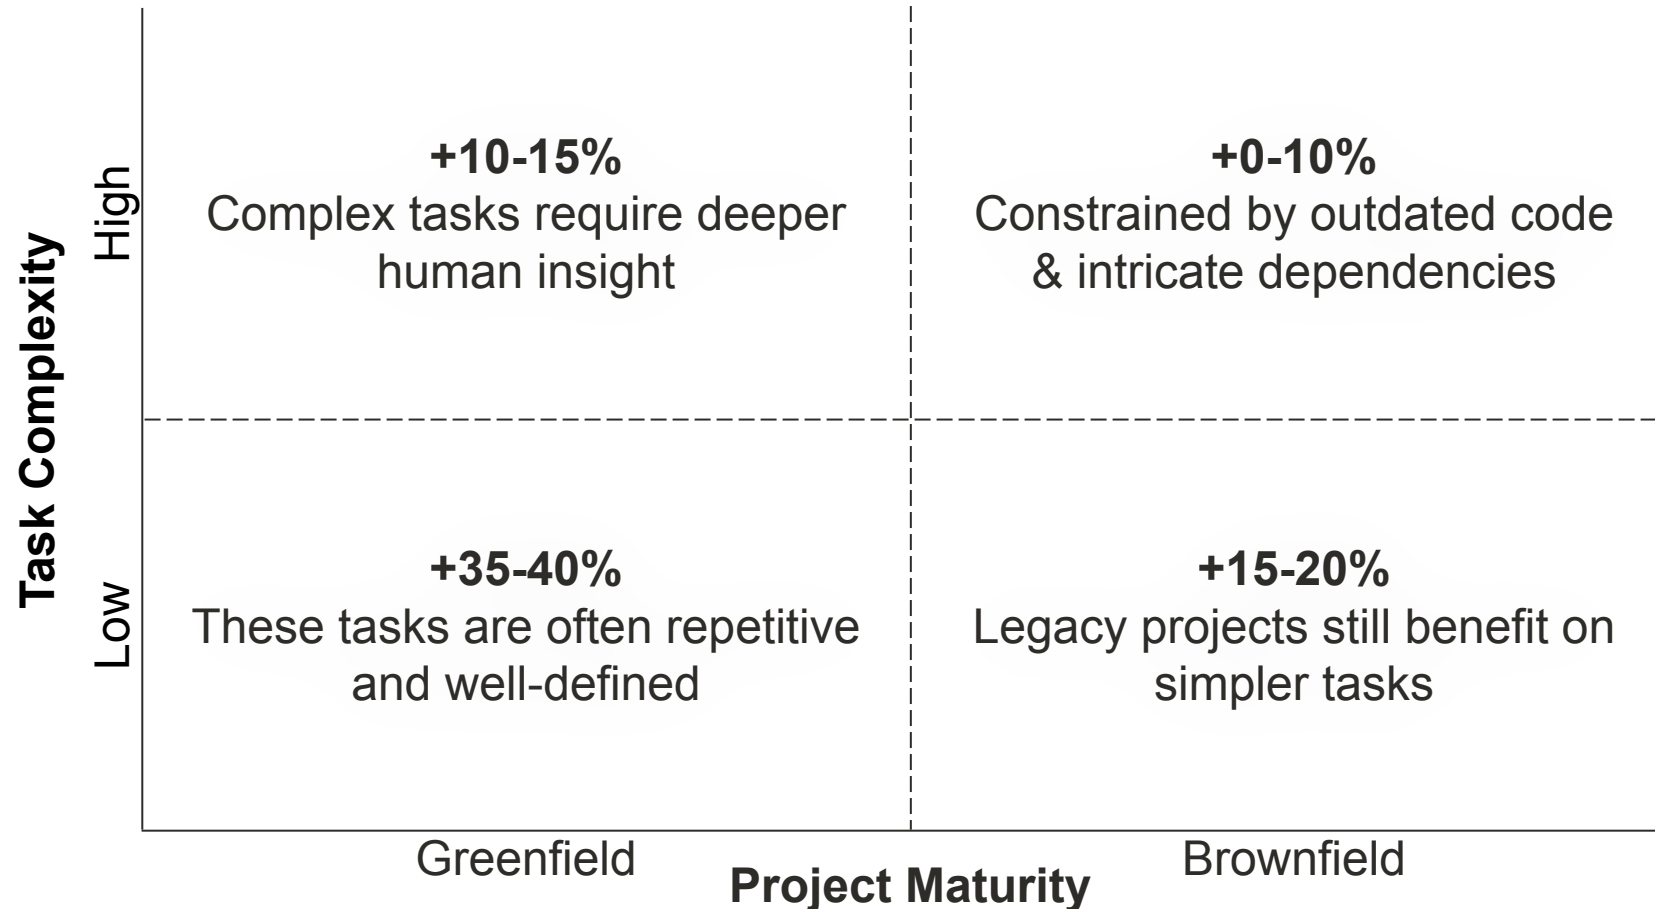 Task Complexity
High
+10-15%
Complex tasks require deeper
human insight
+0-10%
Constrained by outdated code
& intricate dependencies
Low
+35-40%
These tasks are often repetitive
and well-defined
+15-20%
Legacy projects still benefit on
simpler tasks
Greenfield
Brownfield
Project Maturity